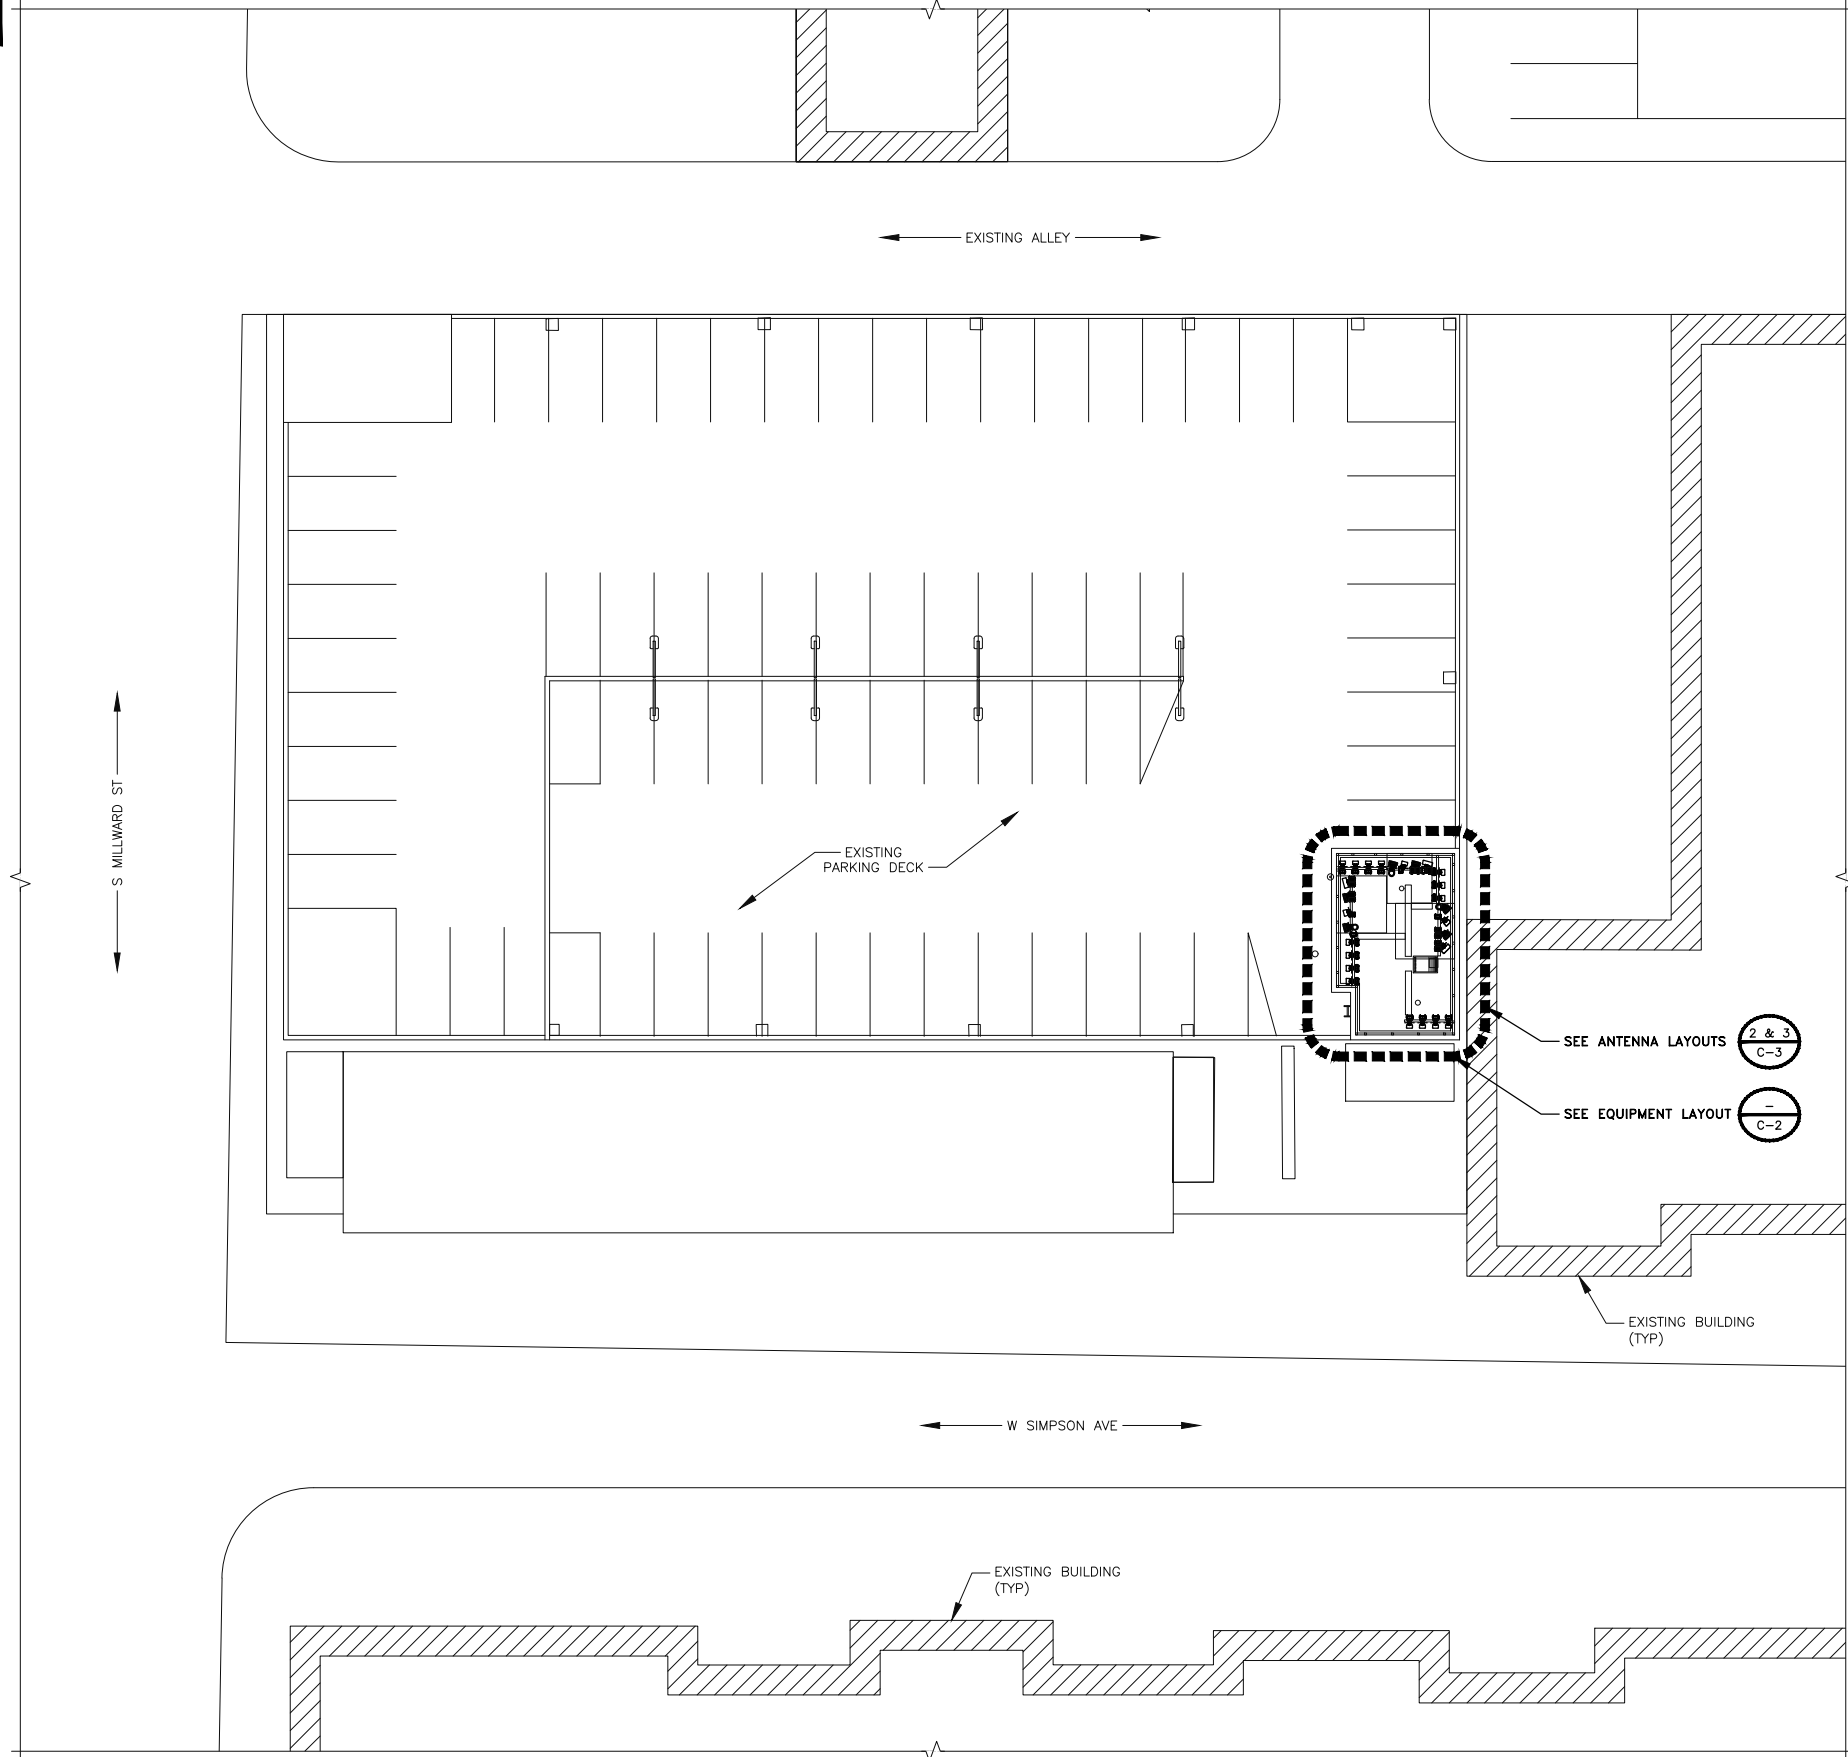 EXISTING ALLEY
S MILLWARD ST
EXISTING
PARKING DECK
SEE ANTENNA LAYOUTS
2 & 3
C-3
SEE EQUIPMENT LAYOUT
-
C-2
EXISTING BUILDING
(TYP)
W SIMPSON AVE
EXISTING BUILDING
(TYP)